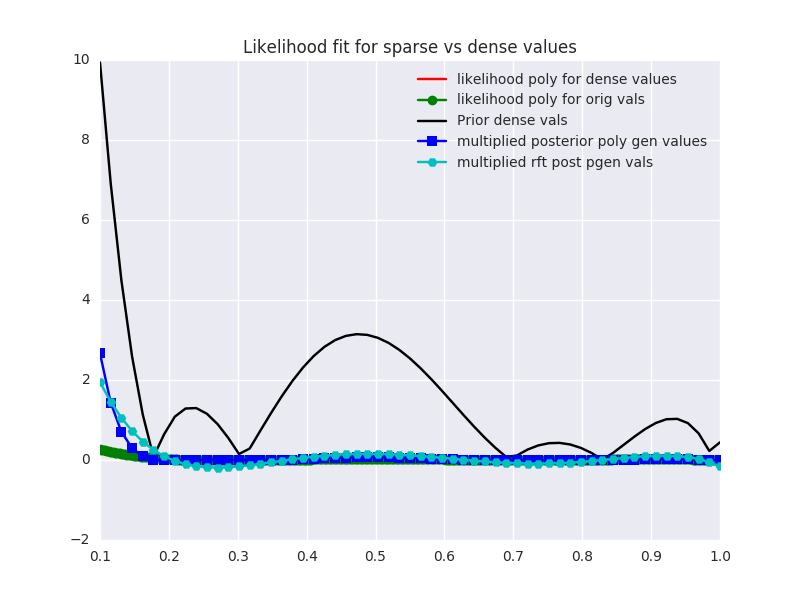 Likelihood fit for sparse vs dense values
likelihood poly for dense values
likelihood poly for orig vals
Prior dense vals
multiplied posterior poly gen values
multiplied rft post pgen vals
10
8
6
4
2
0
−2
0.1 0.2 0.3 0.4 0.5 0.6 0.7 0.8 0.9 1.0